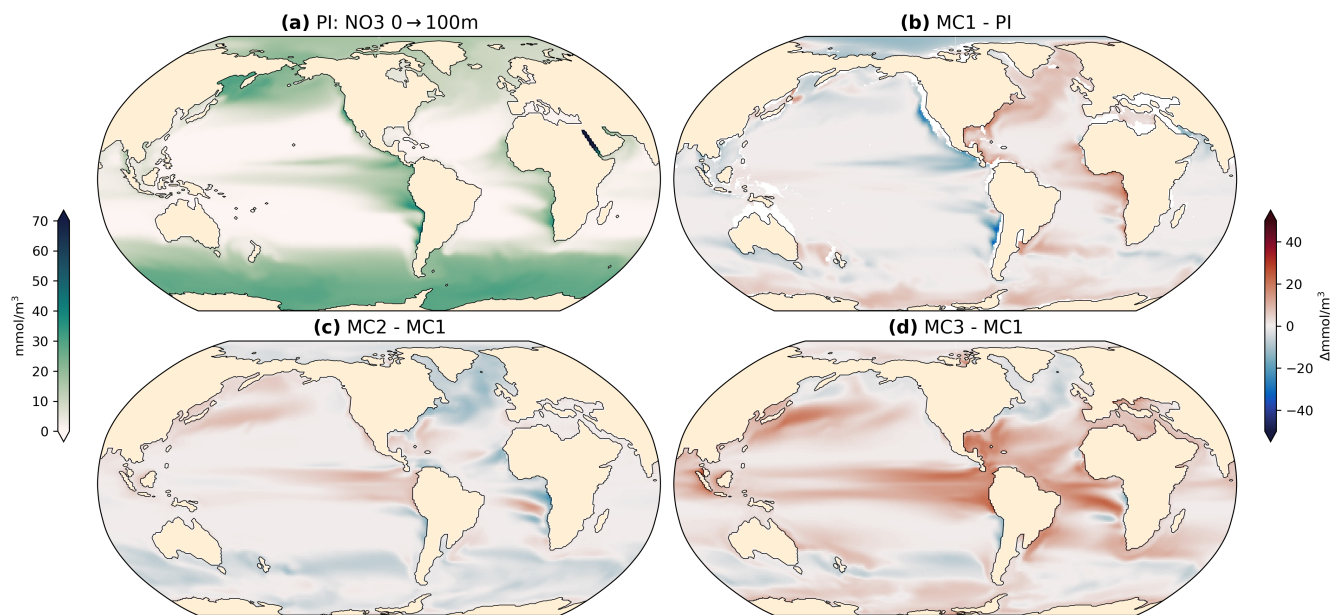 (a) PI: NO3 0→100m
(b) MC1 - PI
70
60
50
40
30
20
10
0
mmol/m³
40
20
0
−20
−40
Δmmol/m³
(c) MC2 - MC1
(d) MC3 - MC1